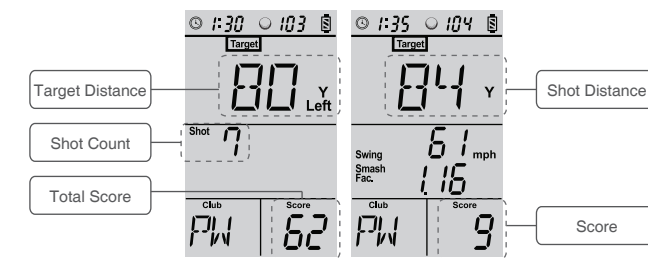 1:30 103
Target
Target Distance
80 Y
Left
Shot Count
Shot 7
Total Score
Club
PW
Score
62
1:35 104
Target
84 Y
Shot Distance
Swing 61 mph
Smash
Fac. 1.16
Club
PW
Score
9
Score